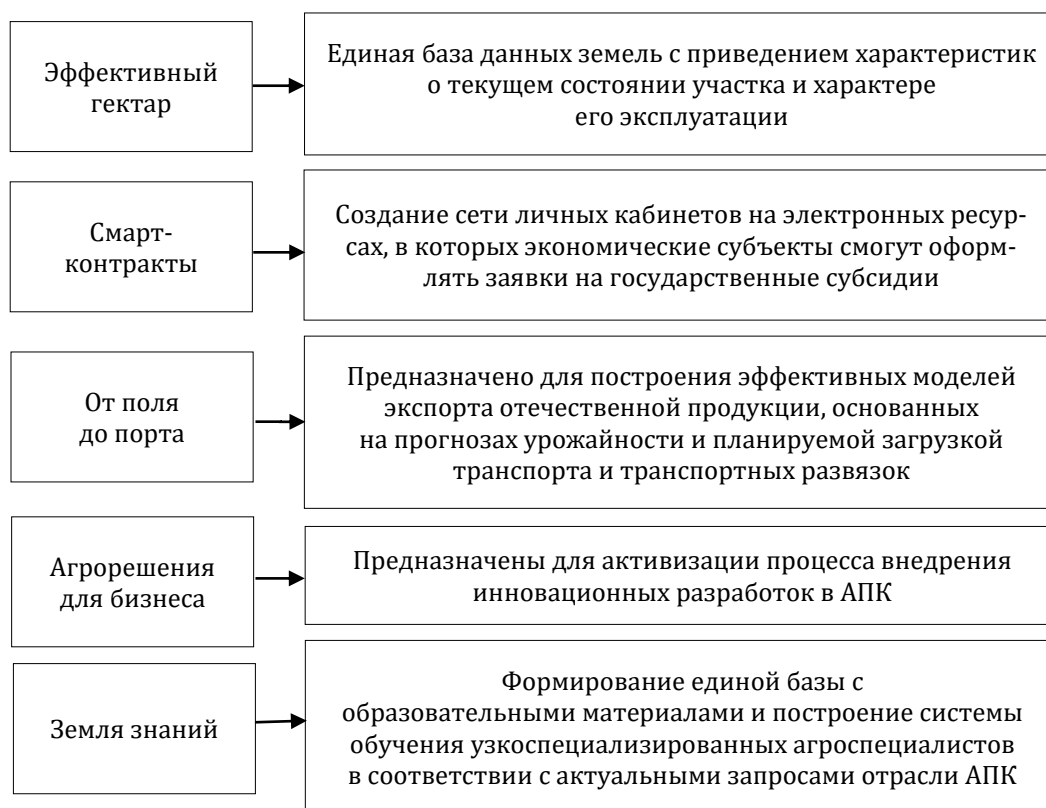 Эффективный
гектар
Единая база данных земель с приведением характеристик
о текущем состоянии участка и характере
его эксплуатации
Смарт-
контракты
Создание сети личных кабинетов на электронных ресур-
сах, в которых экономические субъекты смогут оформ-
лять заявки на государственные субсидии
От поля
до порта
Предназначено для построения эффективных моделей
экспорта отечественной продукции, основанных
на прогнозах урожайности и планируемой загрузкой
транспорта и транспортных развязок
Агрорешения
для бизнеса
Предназначены для активизации процесса внедрения
инновационных разработок в АПК
Земля знаний
Формирование единой базы с
образовательными материалами и построение системы
обучения узкоспециализированных агроспециалистов
в соответствии с актуальными запросами отрасли АПК